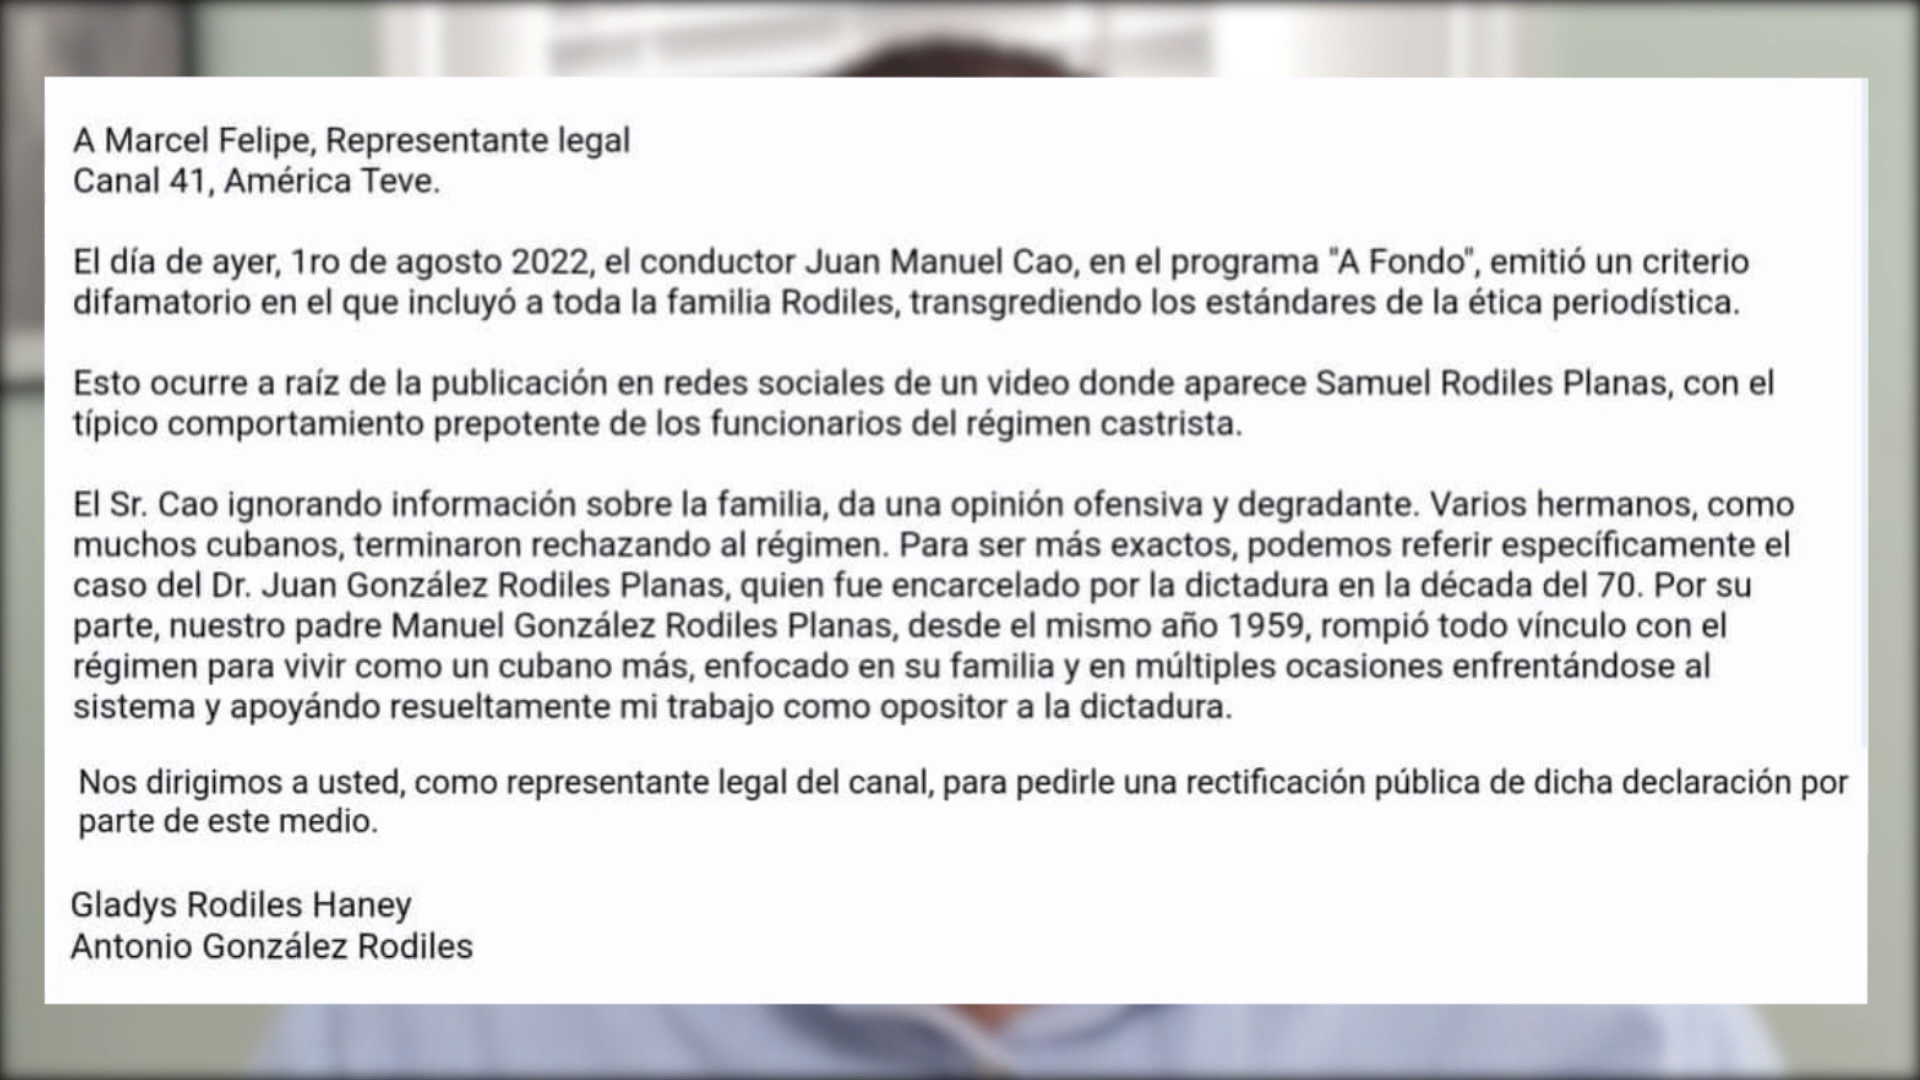 A Marcel Felipe, Representante legal
Canal 41, América Teve.
El día de ayer, 1ro de agosto 2022, el conductor Juan Manuel Cao, en el programa "A Fondo", emitió un criterio
difamatorio en el que incluyó a toda la familia Rodiles, transgrediendo los estándares de la ética periodística.
Esto ocurre a raíz de la publicación en redes sociales de un video donde aparece Samuel Rodiles Planas, con el
típico comportamiento prepotente de los funcionarios del régimen castrista.
El Sr. Cao ignorando información sobre la familia, da una opinión ofensiva y degradante. Varios hermanos, como
muchos cubanos, terminaron rechazando al régimen. Para ser más exactos, podemos referir específicamente el
caso del Dr. Juan González Rodiles Planas, quien fue encarcelado por la dictadura en la década del 70. Por su
parte, nuestro padre Manuel González Rodiles Planas, desde el mismo año 1959, rompió todo vínculo con el
régimen para vivir como un cubano más, enfocado en su familia y en múltiples ocasiones enfrentándose al
sistema y apoyándo resueltamente mi trabajo como opositor a la dictadura.
Nos dirigimos a usted, como representante legal del canal, para pedirle una rectificación pública de dicha declaración por
parte de este medio.
Gladys Rodiles Haney
Antonio González Rodiles